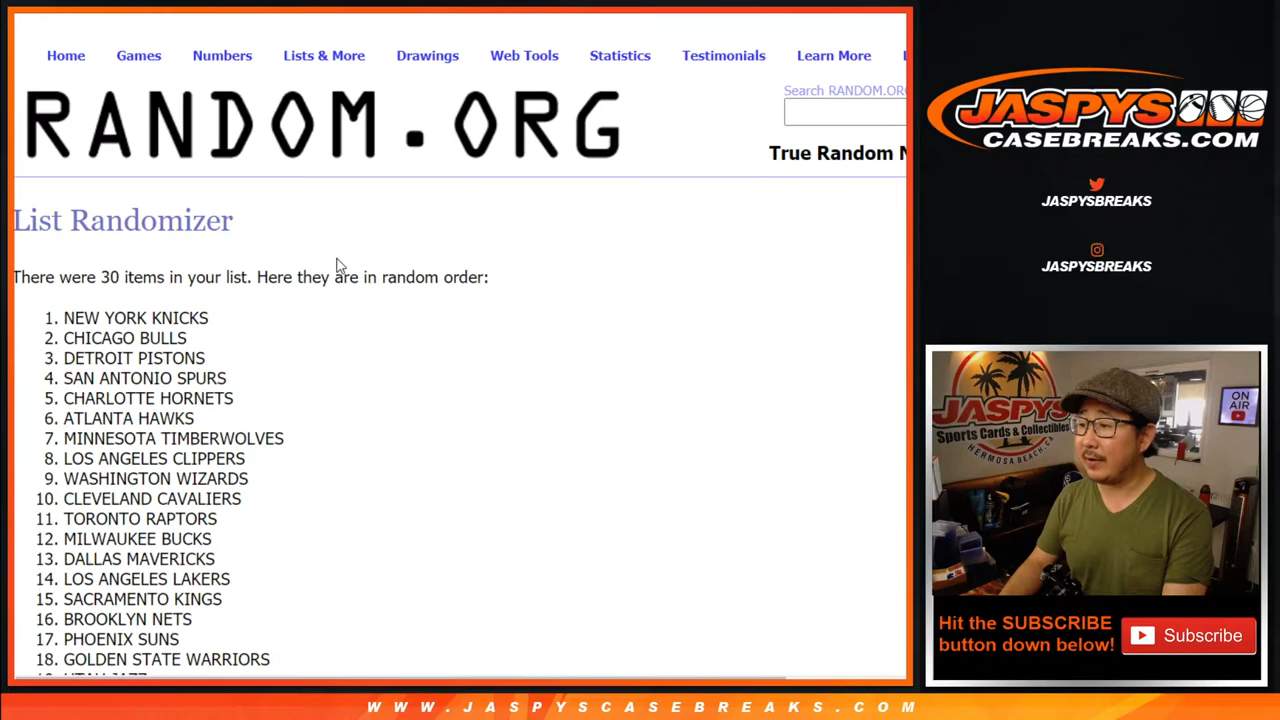 Home Games Numbers Lists & More Drawings Web Tools Statistics Testimonials Learn More
RANDOM.ORG
Search RANDOM.ORG
True Random
List Randomizer
There were 30 items in your list. Here they are in random order:
1. NEW YORK KNICKS
2. CHICAGO BULLS
3. DETROIT PISTONS
4. SAN ANTONIO SPURS
5. CHARLOTTE HORNETS
6. ATLANTA HAWKS
7. MINNESOTA TIMBERWOLVES
8. LOS ANGELES CLIPPERS
9. WASHINGTON WIZARDS
10. CLEVELAND CAVALIERS
11. TORONTO RAPTORS
12. MILWAUKEE BUCKS
13. DALLAS MAVERICKS
14. LOS ANGELES LAKERS
15. SACRAMENTO KINGS
16. BROOKLYN NETS
17. PHOENIX SUNS
18. GOLDEN STATE WARRIORS
JASPYS
CASEBREAKS.COM
JASPYSBREAKS
JASPYSBREAKS
JASPYS
Sports Cards & Collectibles
HERMOSA BEACH, CA
ON
AIR
Hit the SUBSCRIBE
button down below!
Subscribe
WWW.JASPYSCASEBREAKS.COM